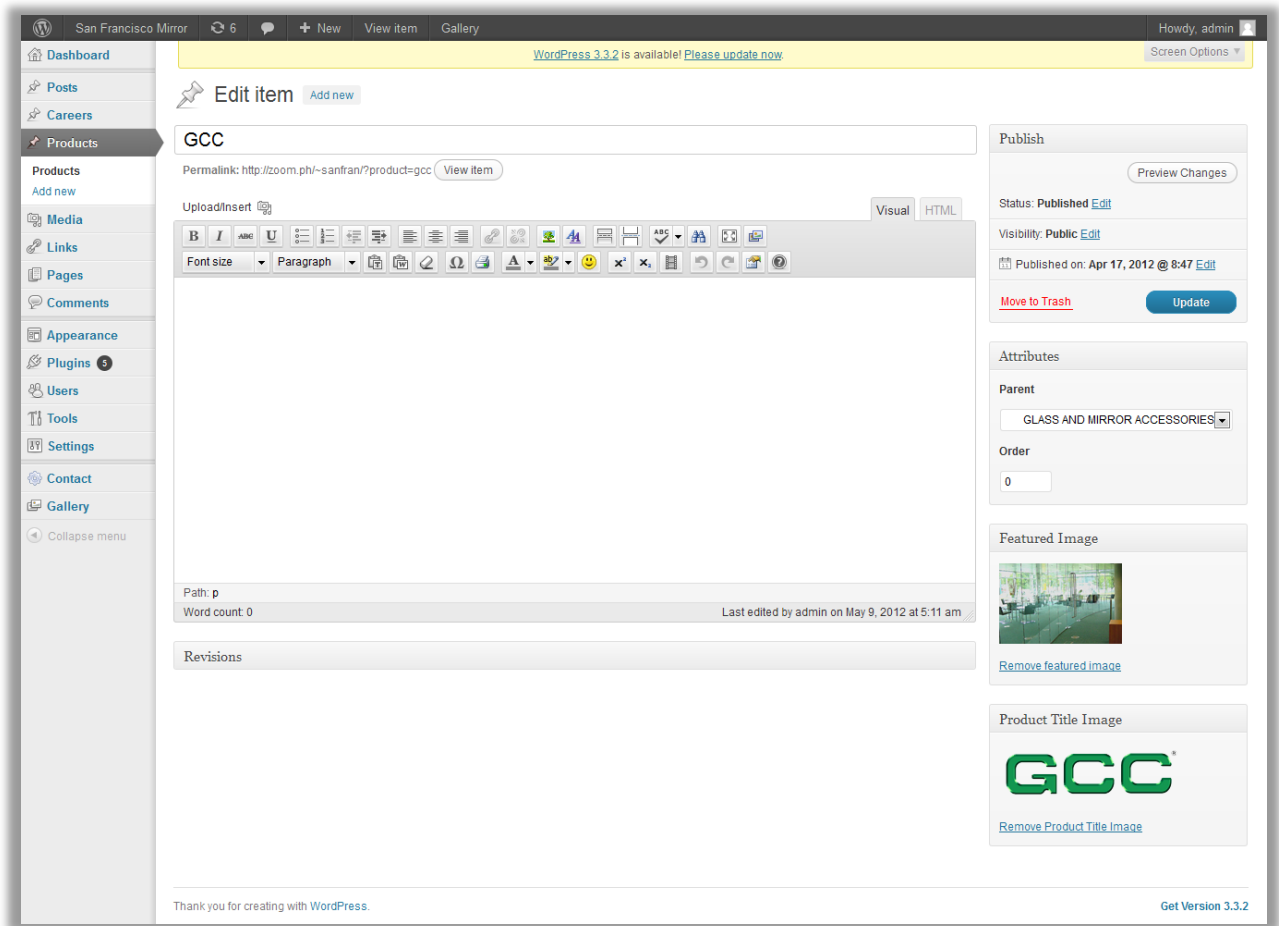 San Francisco Mirror 6 New View item Gallery Howdy, admin
Dashboard
Posts
Careers
Products
Products
Add new
Media
Links
Pages
Comments
Appearance
Plugins 5
Users
Tools
Settings
Contact
Gallery
Collapse menu
WordPress 3.3.2 is available! Please update now.
Screen Options
Edit item Add new
GCC
Permalink: http://zoom.ph/~sanfran/?product=gcc View item
Upload/Insert
Visual HTML
B I ABC U ABC
Font size Paragraph Ω A ab x² x₂
Path: p
Word count: 0 Last edited by admin on May 9, 2012 at 5:11 am
Revisions
Publish
Preview Changes
Status: Published Edit
Visibility: Public Edit
Published on: Apr 17, 2012 @ 8:47 Edit
Move to Trash Update
Attributes
Parent
GLASS AND MIRROR ACCESSORIES
Order
0
Featured Image
Remove featured image
Product Title Image
GCC®
Remove Product Title Image
Thank you for creating with WordPress. Get Version 3.3.2